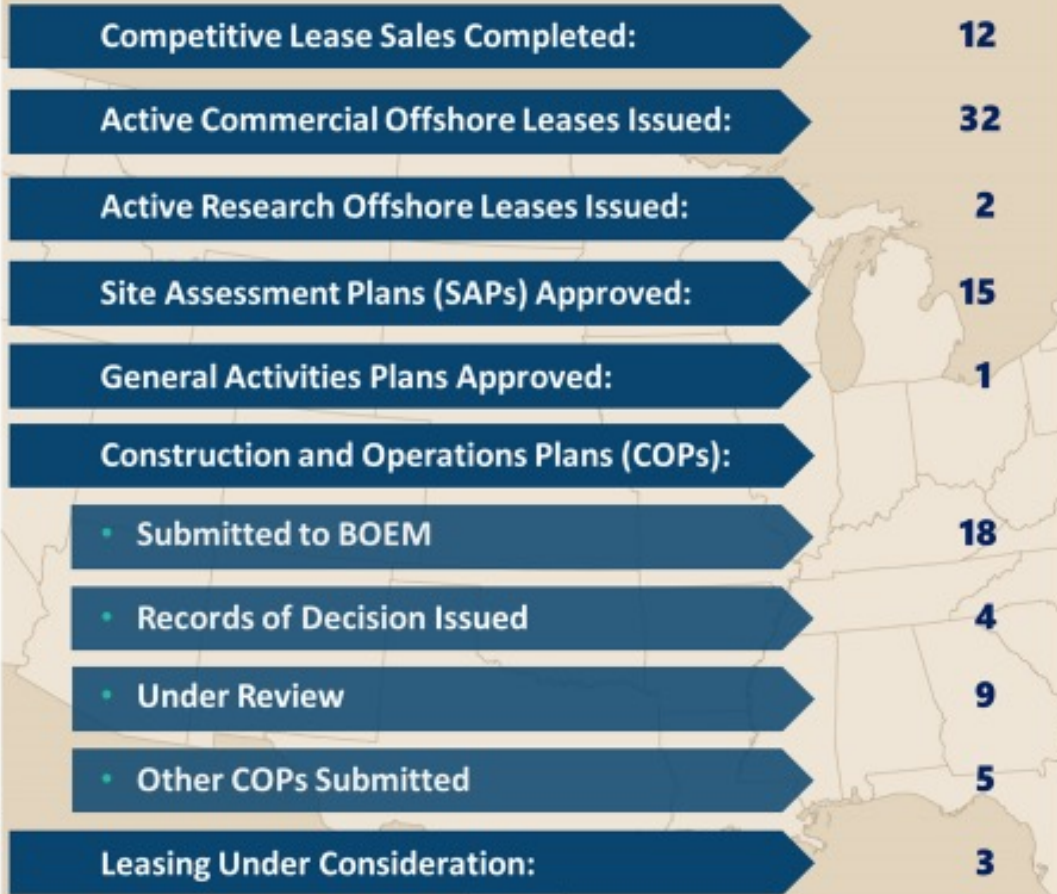 Competitive Lease Sales Completed: 12
Active Commercial Offshore Leases Issued: 32
Active Research Offshore Leases Issued: 2
Site Assessment Plans (SAPs) Approved: 15
General Activities Plans Approved: 1
Construction and Operations Plans (COPs):
• Submitted to BOEM 18
• Records of Decision Issued 4
• Under Review 9
• Other COPs Submitted 5
Leasing Under Consideration: 3